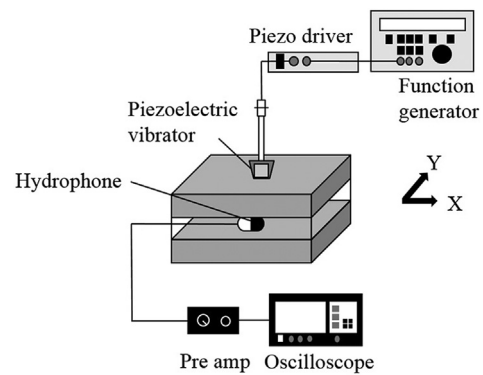 Piezo driver
Function
generator
Piezoelectric
vibrator
Hydrophone
Y
X
Pre amp
Oscilloscope